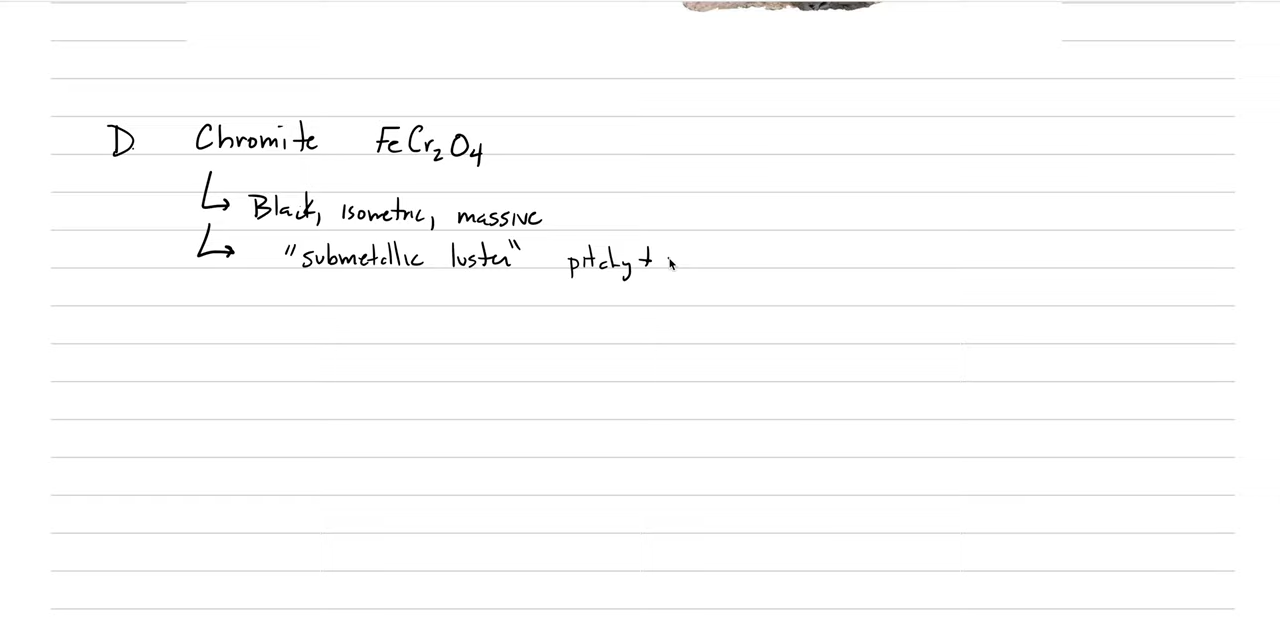 D. Chromite FeCr₂O₄
↳ Black, isometric, massive
↳ "submetallic luster" pitchy +